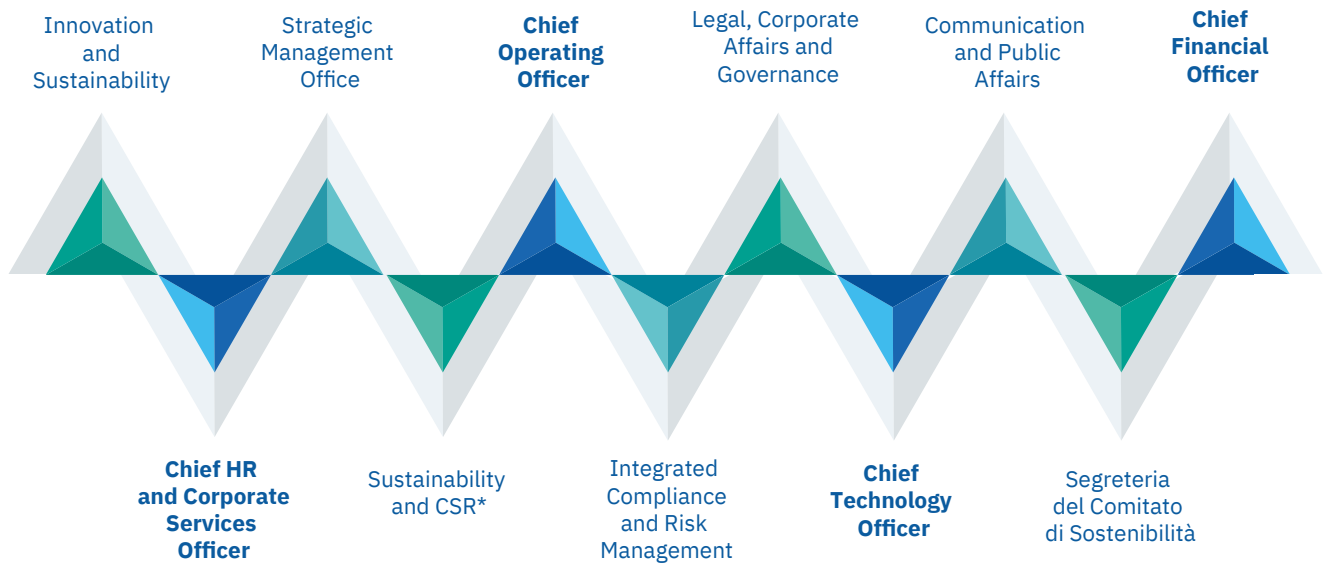 Innovation
and
Sustainability
Strategic
Management
Office
Chief
Operating
Officer
Legal, Corporate
Affairs and
Governance
Communication
and Public
Affairs
Chief
Financial
Officer
Chief HR
and Corporate
Services
Officer
Sustainability
and CSR*
Integrated
Compliance
and Risk
Management
Chief
Technology
Officer
Segreteria
del Comitato
di Sostenibilità